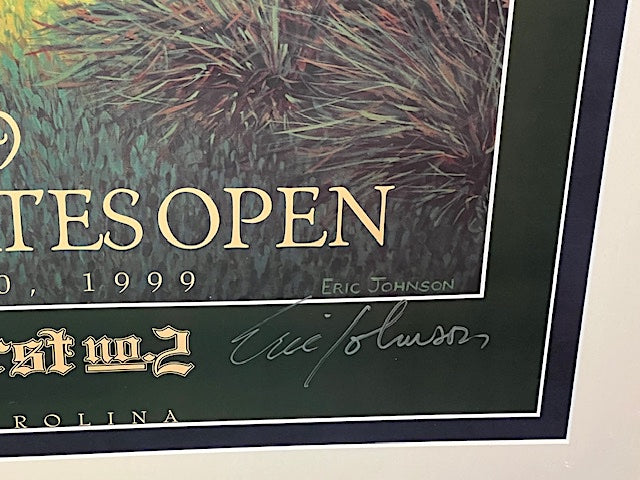 TES OPEN
0, 1999
ERIC JOHNSON
Eric Johnson
rst no.2
ROLINA